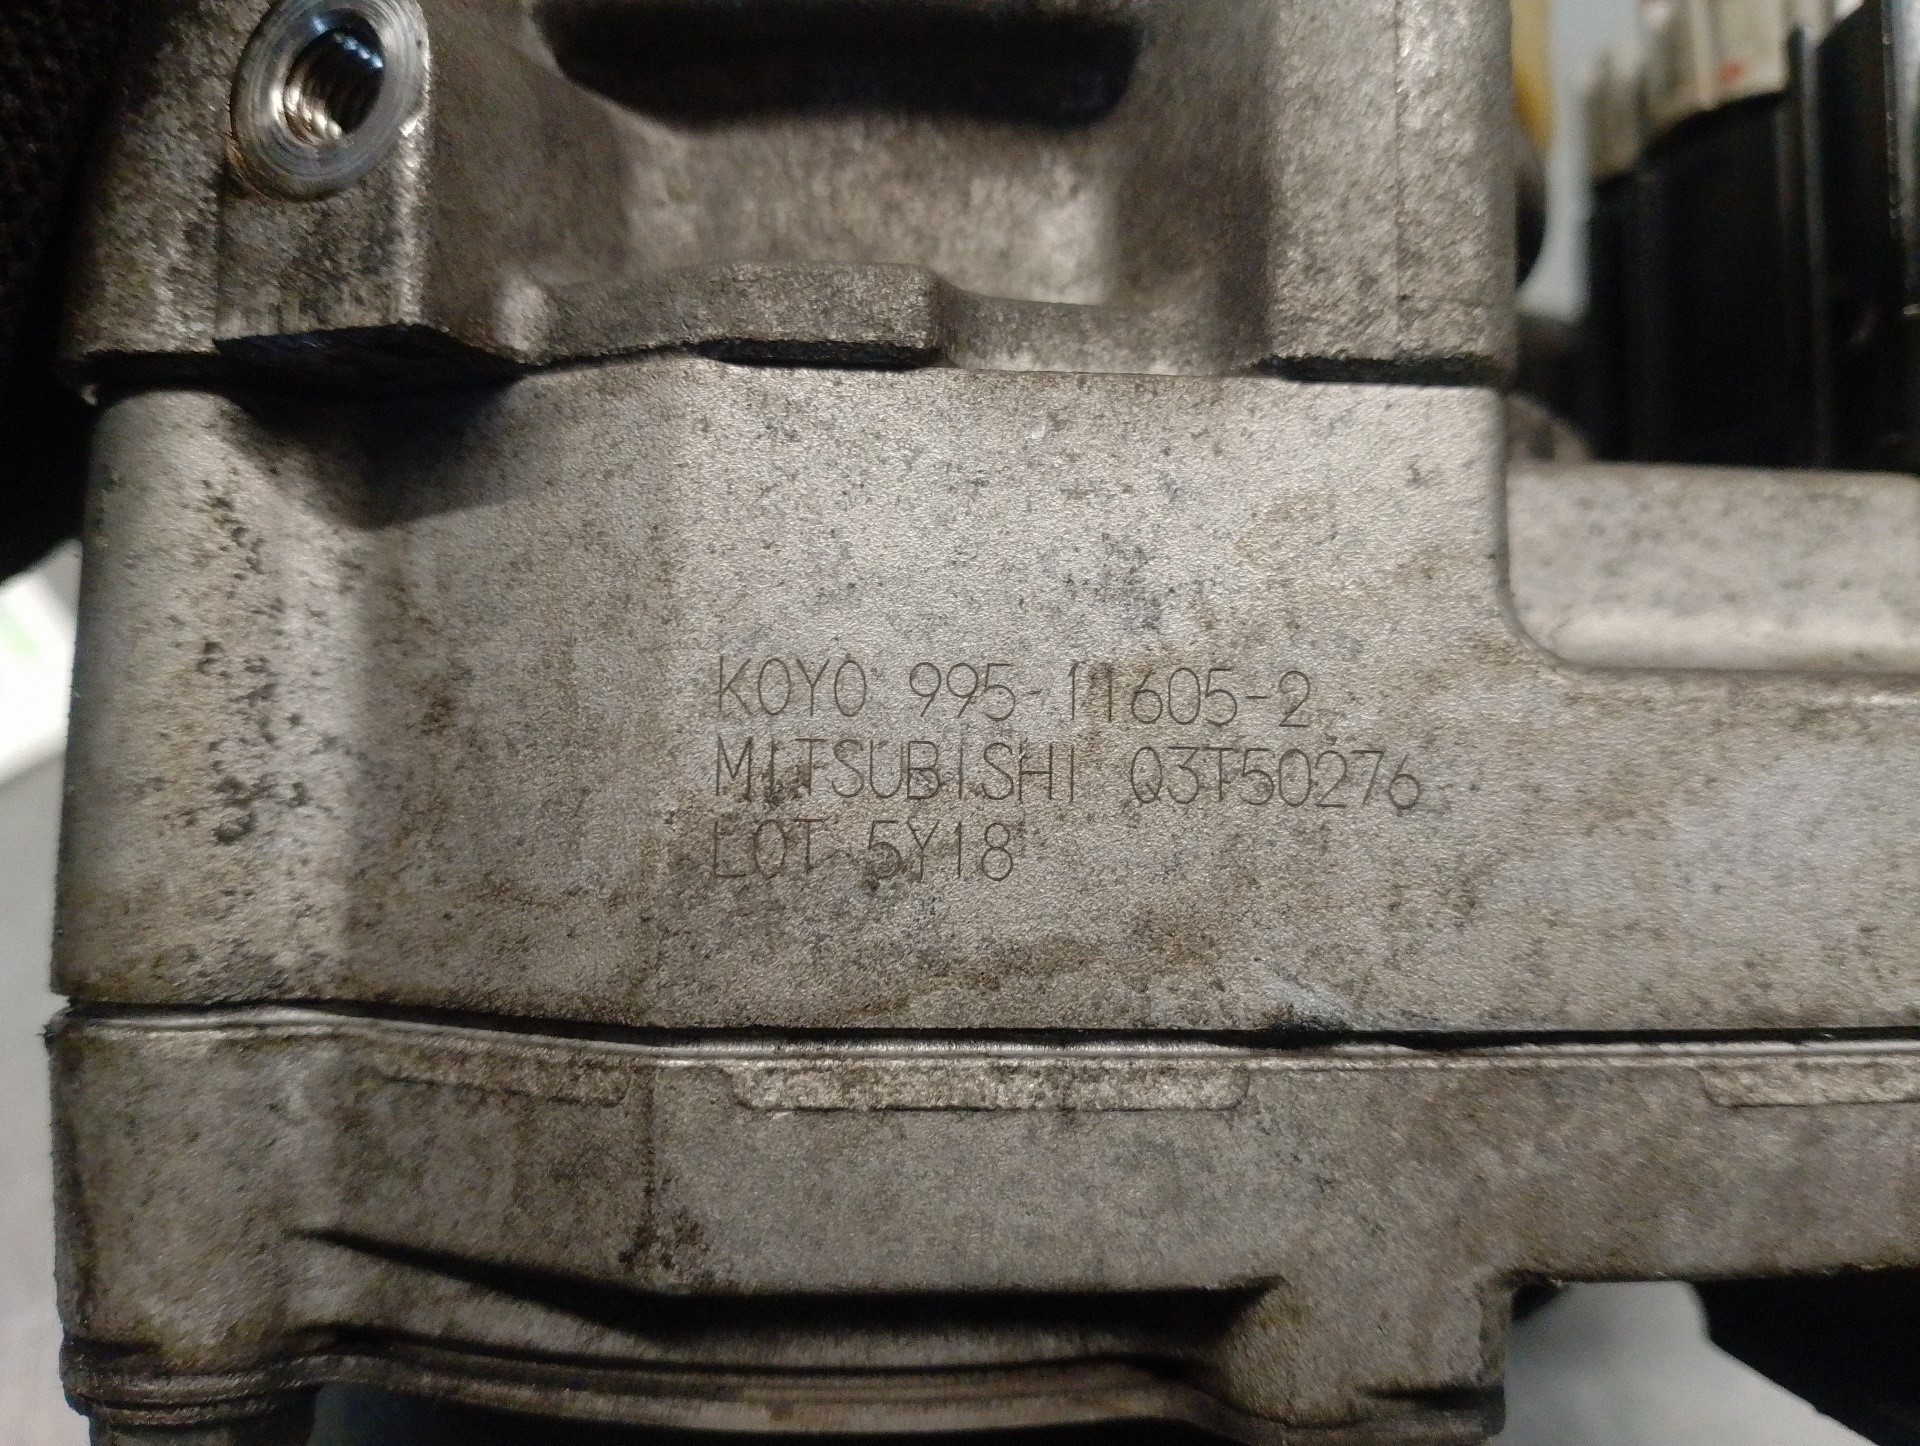 KOYO 995-11605-2
MITSUBISHI Q3T50276
LOT 5Y18